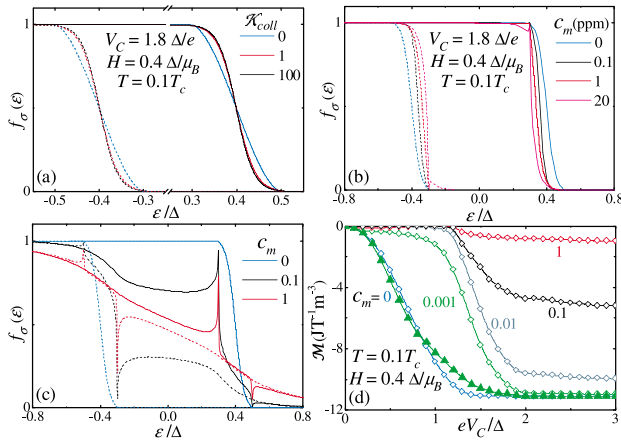 1
0
f_σ(ε)
-0.5
-0.4
-0.3
0.3
0.4
0.5
ε/Δ
(a)
V_C = 1.8 Δ/e
H = 0.4 Δ/μ_B
T = 0.1T_c
𝒦_coll
0
1
100
1
0
f_σ(ε)
-0.8
-0.4
0.0
0.4
0.8
ε/Δ
(b)
V_C = 1.8 Δ/e
H = 0.4 Δ/μ_B
T = 0.1T_c
c_m (ppm)
0
0.1
1
20
1
0
f_σ(ε)
-0.8
-0.4
0.0
0.4
0.8
ε/Δ
(c)
c_m
0
0.1
1
0
-4
-8
-12
ℳ(JT⁻¹m⁻³)
0
1
2
3
eV_C/Δ
(d)
c_m= 0
0.001
0.01
0.1
1
T = 0.1T_c
H = 0.4 Δ/μ_B